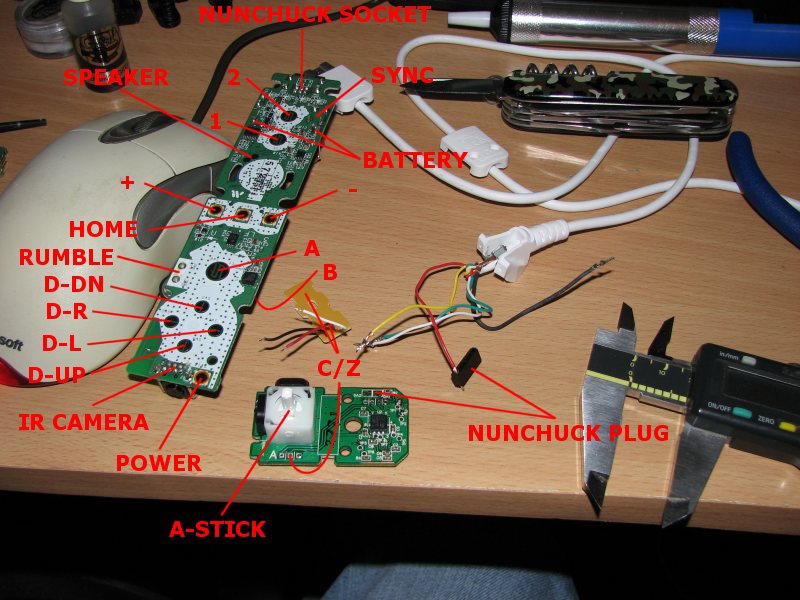 NUNCHUCK SOCKET
SPEAKER
2
SYNC
1
BATTERY
+
-
HOME
RUMBLE
A
D-DN
B
D-R
D-L
C/Z
D-UP
IR CAMERA
NUNCHUCK PLUG
POWER
A-STICK
soft
A
in/mm
ON/OFF
ZERO